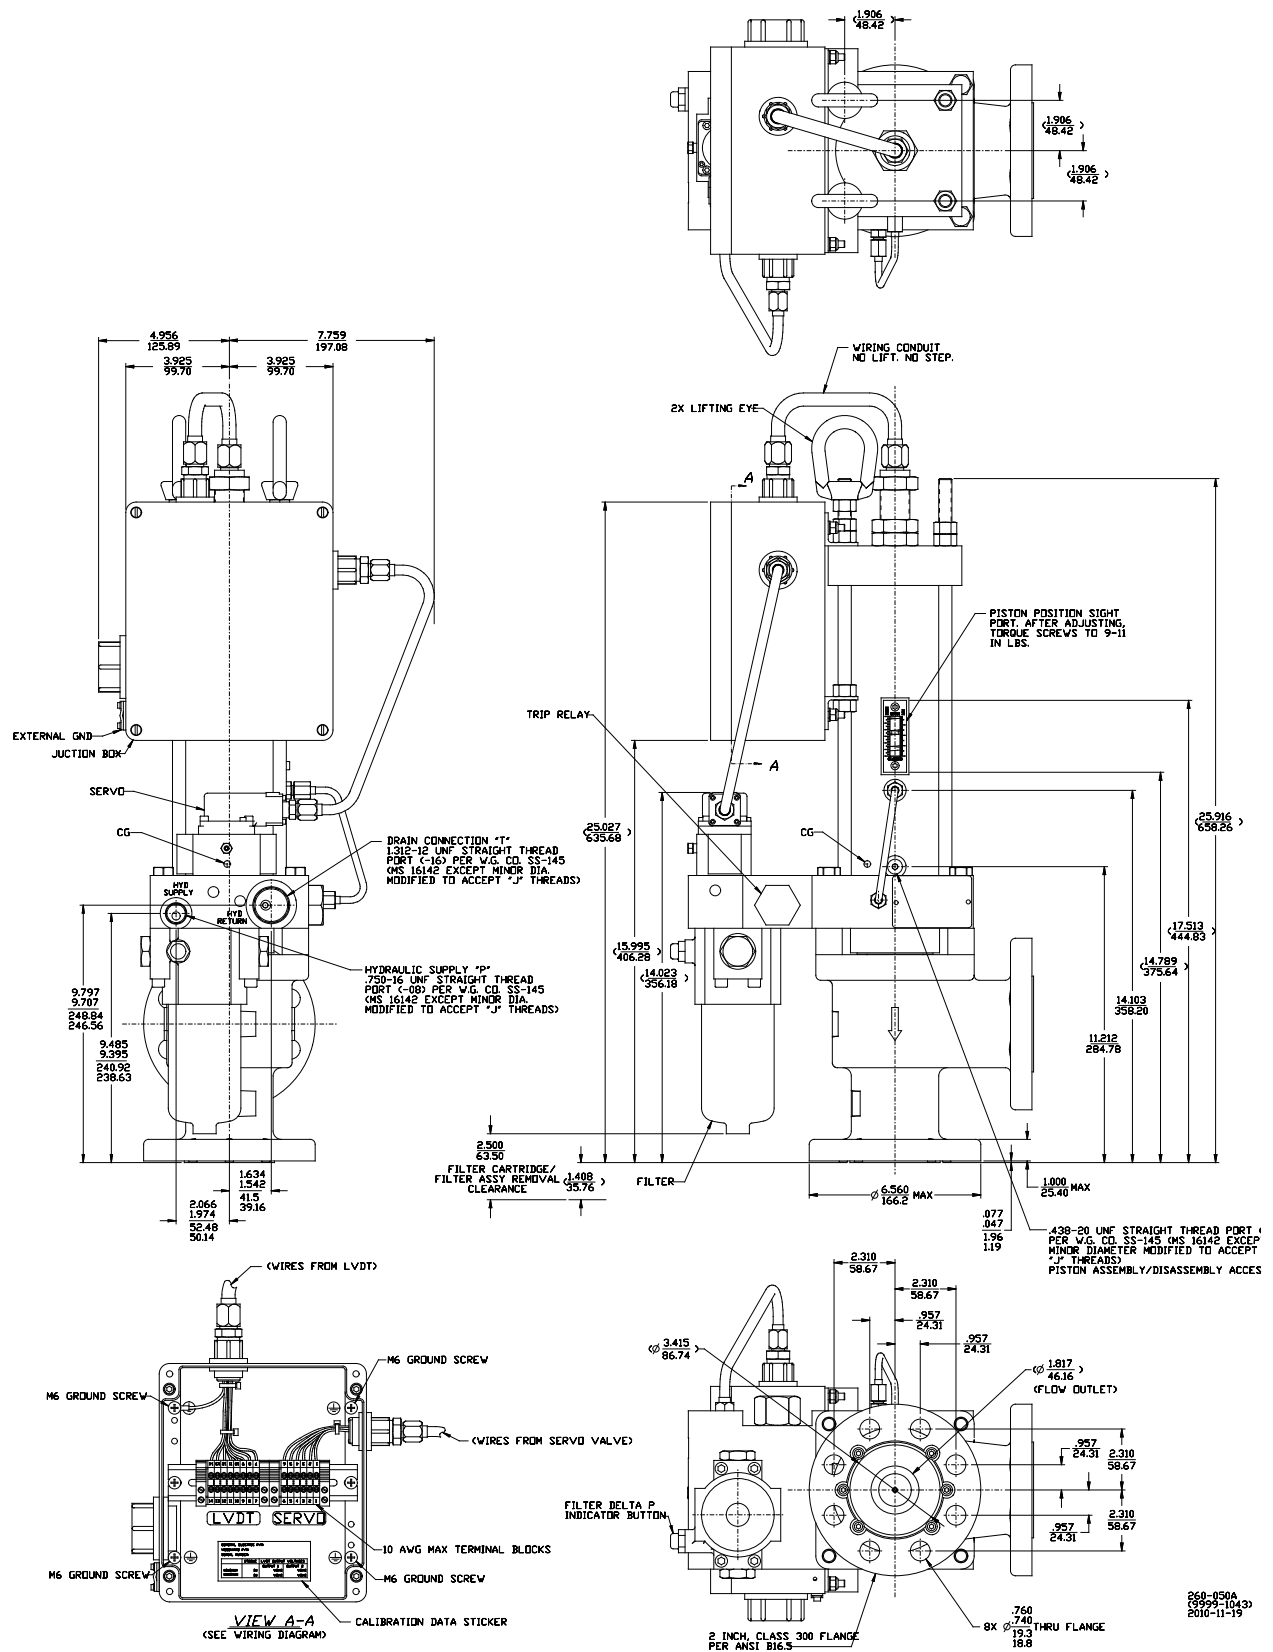 (1.906
48.42)
(1.906
48.42)
(1.906
48.42)
4.956
125.89
7.759
197.08
3.925
99.70
3.925
99.70
WIRING CONDUIT
NO LIFT. NO STEP.
2X LIFTING EYE
A
PISTON POSITION SIGHT
PORT. AFTER ADJUSTING,
TORQUE SCREWS TO 9-11
IN LBS.
TRIP RELAY
A
EXTERNAL GND
JUCTION BOX
SERVO
CG
DRAIN CONNECTION "T"
1.312-12 UNF STRAIGHT THREAD
PORT (-16) PER W.G. CO. SS-145
(MS 16142 EXCEPT MINOR DIA.
MODIFIED TO ACCEPT "J" THREADS)
HYD
SUPPLY
HYD
RETURN
(25.027
635.68)
CG
(25.916
658.26)
(17.513
444.83)
(15.995
406.28)
(14.023
356.18)
(14.789
375.64)
HYDRAULIC SUPPLY "P"
.750-16 UNF STRAIGHT THREAD
PORT (-08) PER W.G. CO. SS-145
(MS 16142 EXCEPT MINOR DIA.
MODIFIED TO ACCEPT "J" THREADS)
9.797
9.707
248.84
246.56
14.103
358.20
9.485
9.395
240.92
238.63
11.212
284.78
2.500
63.50
FILTER CARTRIDGE/
FILTER ASSY REMOVAL
CLEARANCE
(1.408
35.76)
FILTER
1.634
1.542
41.5
39.16
2.066
1.974
52.48
50.14
Ø 6.560
166.2 MAX
1.000
25.40 MAX
.077
.047
1.96
1.19
.438-20 UNF STRAIGHT THREAD PORT (
PER W.G. CO. SS-145 (MS 16142 EXCEP
MINOR DIAMETER MODIFIED TO ACCEPT
"J" THREADS)
PISTON ASSEMBLY/DISASSEMBLY ACCES
(WIRES FROM LVDT)
M6 GROUND SCREW
M6 GROUND SCREW
(WIRES FROM SERVO VALVE)
LVDT SERVO
10 AWG MAX TERMINAL BLOCKS
M6 GROUND SCREW
M6 GROUND SCREW
CALIBRATION DATA STICKER
VIEW A-A
(SEE WIRING DIAGRAM)
2.310
58.67
2.310
58.67
.957
24.31
.957
24.31
(Ø 3.415
86.74)
(Ø 1.817
46.16)
(FLOW OUTLET)
.957
24.31
2.310
58.67
2.310
58.67
.957
24.31
FILTER DELTA P
INDICATOR BUTTON
2 INCH, CLASS 300 FLANGE
PER ANSI B16.5
8X Ø .760
.740
19.3
18.8
THRU FLANGE
260-050A
(9999-1043)
2010-11-19